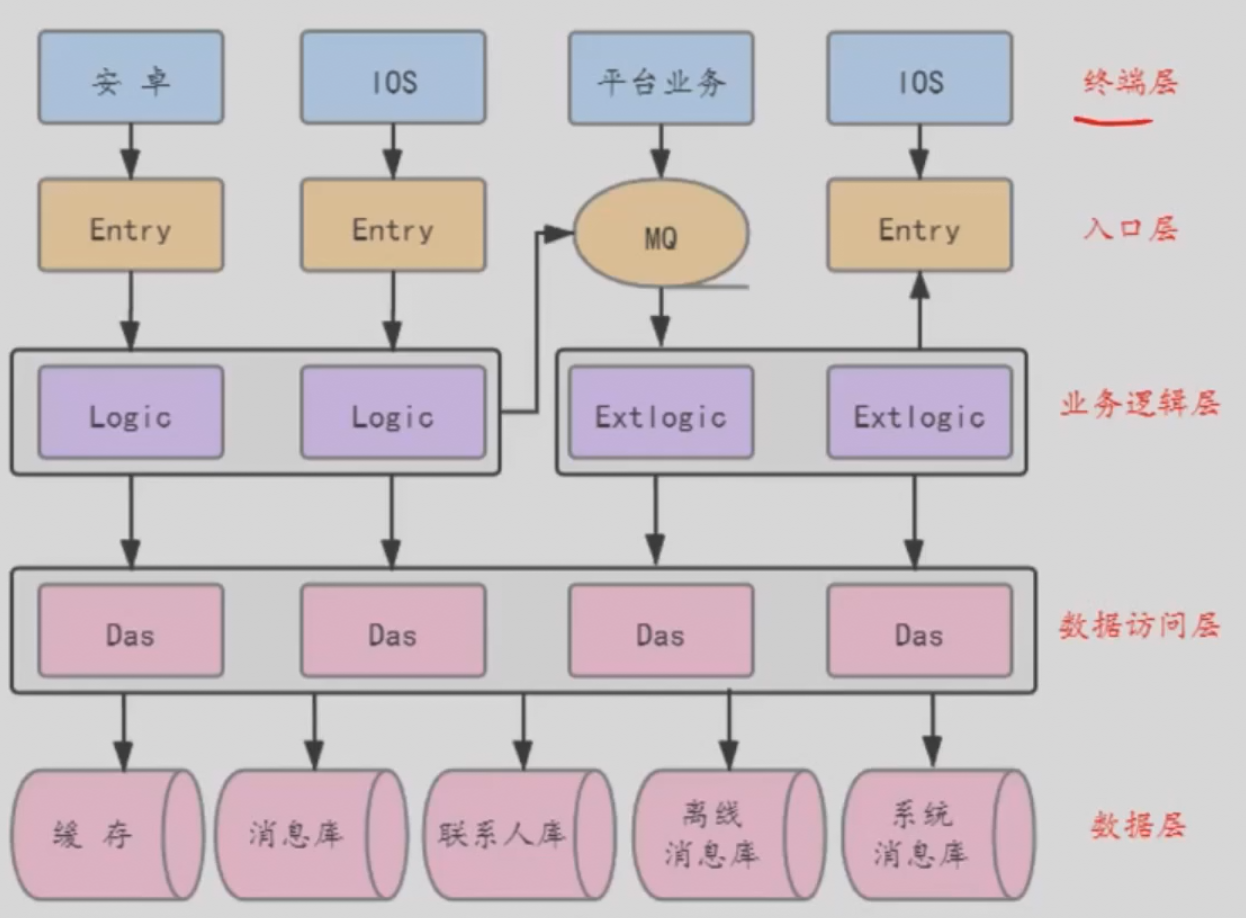 安 卓
IOS
平台业务
IOS
终端层
Entry
Entry
MQ
Entry
入口层
Logic
Logic
Extlogic
Extlogic
业务逻辑层
Das
Das
Das
Das
数据访问层
缓 存
消息库
联系人库
离线
消息库
系统
消息库
数据层